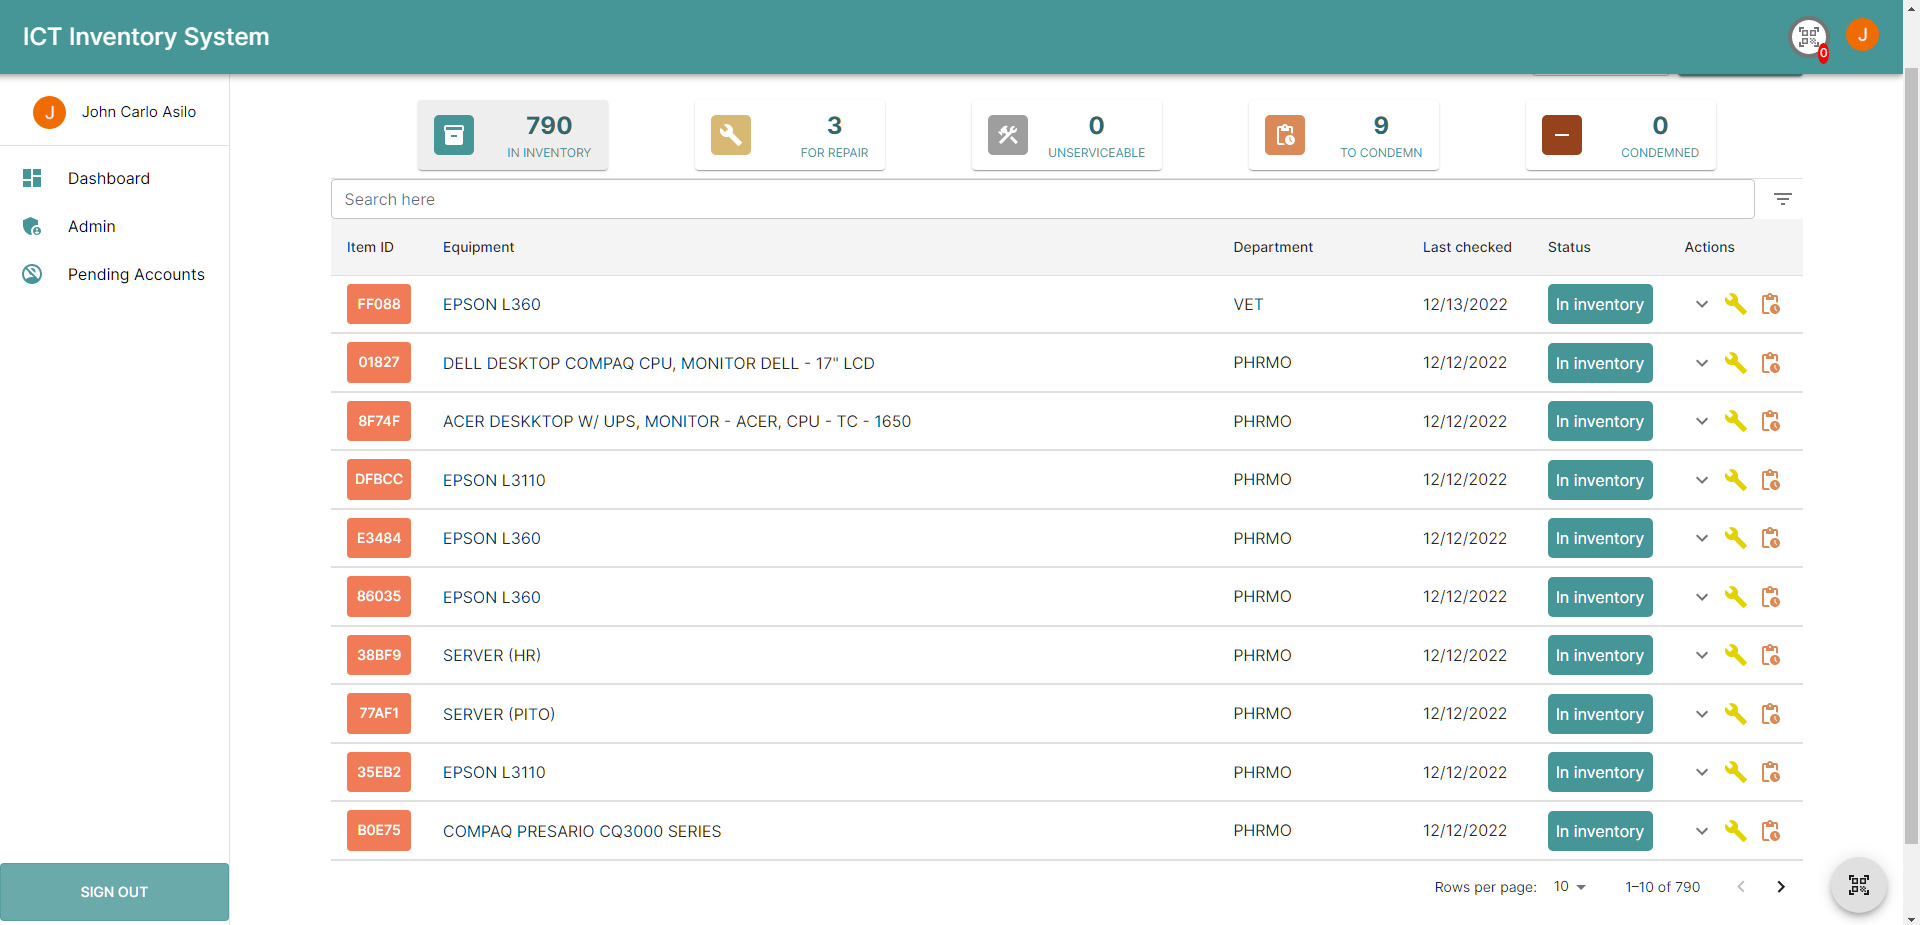 ICT Inventory System
0
J
J
John Carlo Asilo
Dashboard
Admin
Pending Accounts
SIGN OUT
790
IN INVENTORY
3
FOR REPAIR
0
UNSERVICEABLE
9
TO CONDEMN
0
CONDEMNED
Search here
Item ID Equipment Department Last checked Status Actions
FF088 EPSON L360 VET 12/13/2022 In inventory
01827 DELL DESKTOP COMPAQ CPU, MONITOR DELL - 17" LCD PHRMO 12/12/2022 In inventory
8F74F ACER DESKKTOP W/ UPS, MONITOR - ACER, CPU - TC - 1650 PHRMO 12/12/2022 In inventory
DFBCC EPSON L3110 PHRMO 12/12/2022 In inventory
E3484 EPSON L360 PHRMO 12/12/2022 In inventory
86035 EPSON L360 PHRMO 12/12/2022 In inventory
38BF9 SERVER (HR) PHRMO 12/12/2022 In inventory
77AF1 SERVER (PITO) PHRMO 12/12/2022 In inventory
35EB2 EPSON L3110 PHRMO 12/12/2022 In inventory
B0E75 COMPAQ PRESARIO CQ3000 SERIES PHRMO 12/12/2022 In inventory
Rows per page: 10 1–10 of 790